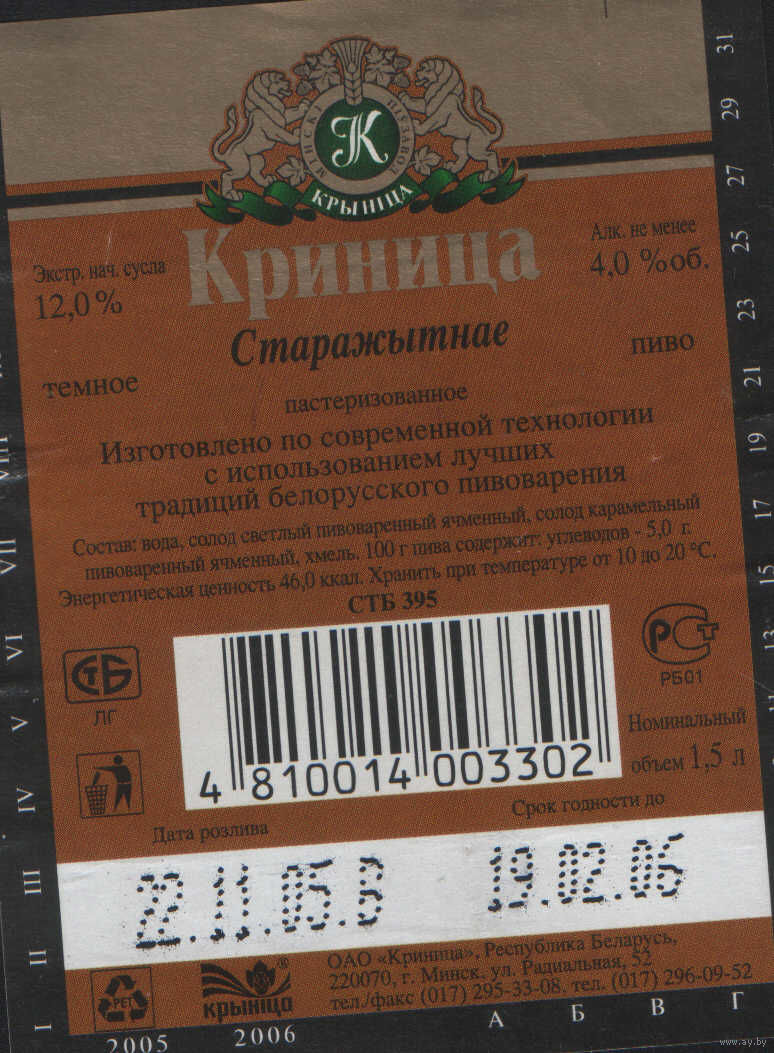 МІНСКІ ПІЎЗАВОД
К
КРЫНІЦА
Криница
Экстр. нач. сусла
12,0 %
Алк. не менее
4,0 %об.
Старажытнае
темное
пиво
пастеризованное
Изготовлено по современной технологии
с использованием лучших
традиций белорусского пивоварения
Состав: вода, солод светлый пивоваренный ячменный, солод карамельный
пивоваренный ячменный, хмель. 100 г пива содержит: углеводов - 5,0 г.
Энергетическая ценность 46,0 ккал. Хранить при температуре от 10 до 20 °С.
СТБ 395
СТБ
ЛГ
РСТ
РБ01
4 810014 003302
Номинальный
объем 1,5 л
Дата розлива
Срок годности до
22.11.05.В
19.02.06
PET
крыніца
®
ОАО «Криница», Республика Беларусь,
220070, г. Минск. ул. Радиальная, 52
тел./факс (017) 295-33-08. тел. (017) 296-09-52
31
29
27
25
23
21
19
17
15
13
VIII
VII
VI
V
IV
III
II
I
2005
2006
А
Б
В
Г
www.ay.by